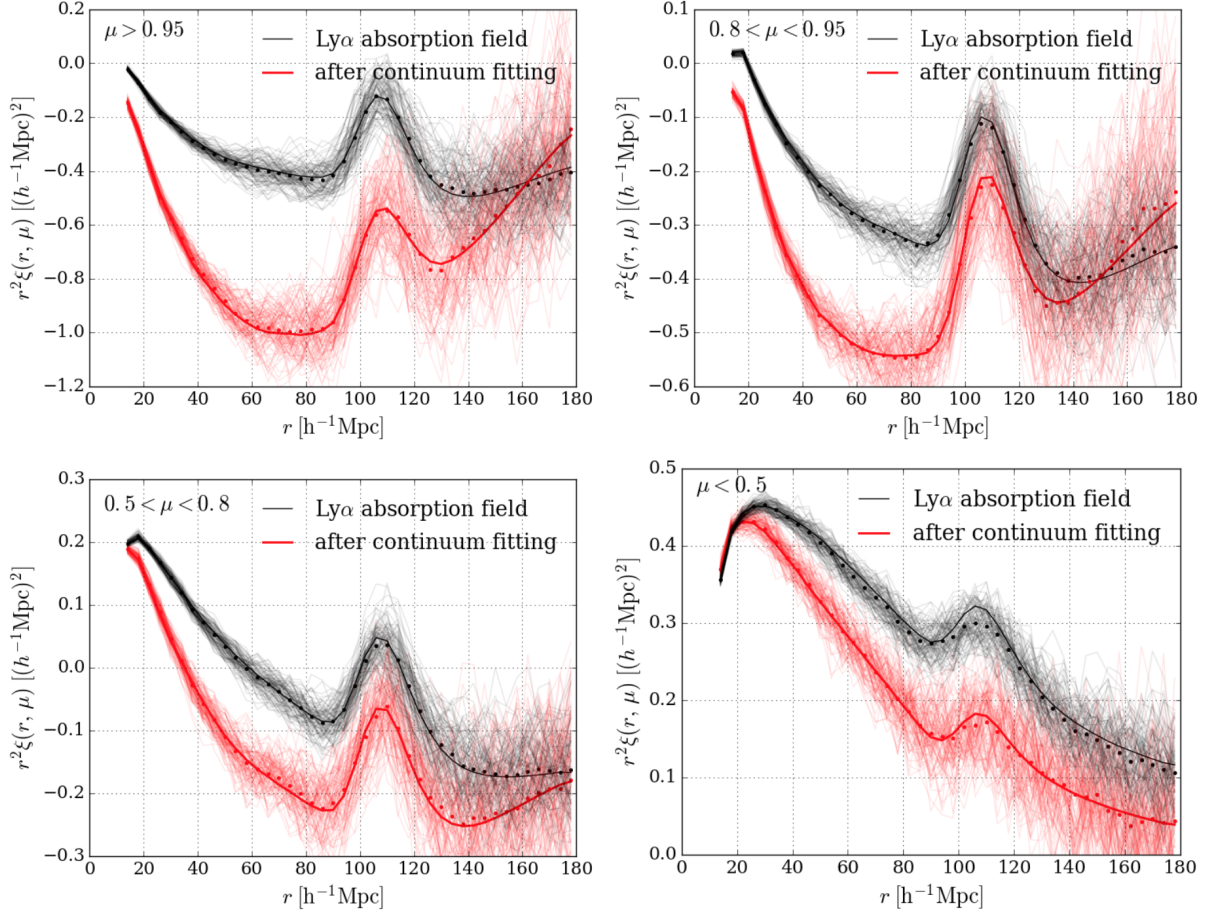 μ > 0.95
Lyα absorption field
after continuum fitting
0.2
0.0
−0.2
−0.4
−0.6
−0.8
−1.0
−1.2
r²ξ(r, μ) [(h⁻¹Mpc)²]
0 20 40 60 80 100 120 140 160 180
r [h⁻¹Mpc]
0.8 < μ < 0.95
Lyα absorption field
after continuum fitting
0.1
0.0
−0.1
−0.2
−0.3
−0.4
−0.5
−0.6
r²ξ(r, μ) [(h⁻¹Mpc)²]
0 20 40 60 80 100 120 140 160 180
r [h⁻¹Mpc]
0.5 < μ < 0.8
Lyα absorption field
after continuum fitting
0.3
0.2
0.1
0.0
−0.1
−0.2
−0.3
r²ξ(r, μ) [(h⁻¹Mpc)²]
0 20 40 60 80 100 120 140 160 180
r [h⁻¹Mpc]
μ < 0.5
Lyα absorption field
after continuum fitting
0.5
0.4
0.3
0.2
0.1
0.0
r²ξ(r, μ) [(h⁻¹Mpc)²]
0 20 40 60 80 100 120 140 160 180
r [h⁻¹Mpc]